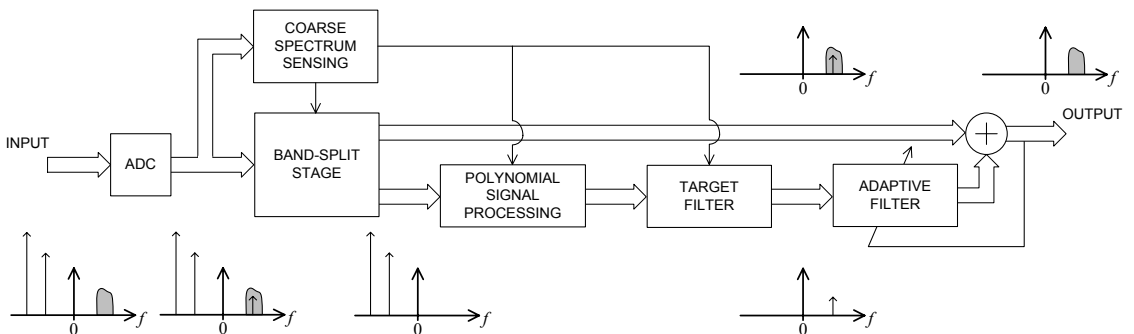 COARSE
SPECTRUM
SENSING
0
f
0
f
INPUT
ADC
BAND-SPLIT
STAGE
POLYNOMIAL
SIGNAL
PROCESSING
TARGET
FILTER
ADAPTIVE
FILTER
+
OUTPUT
0
f
0
f
0
f
0
f